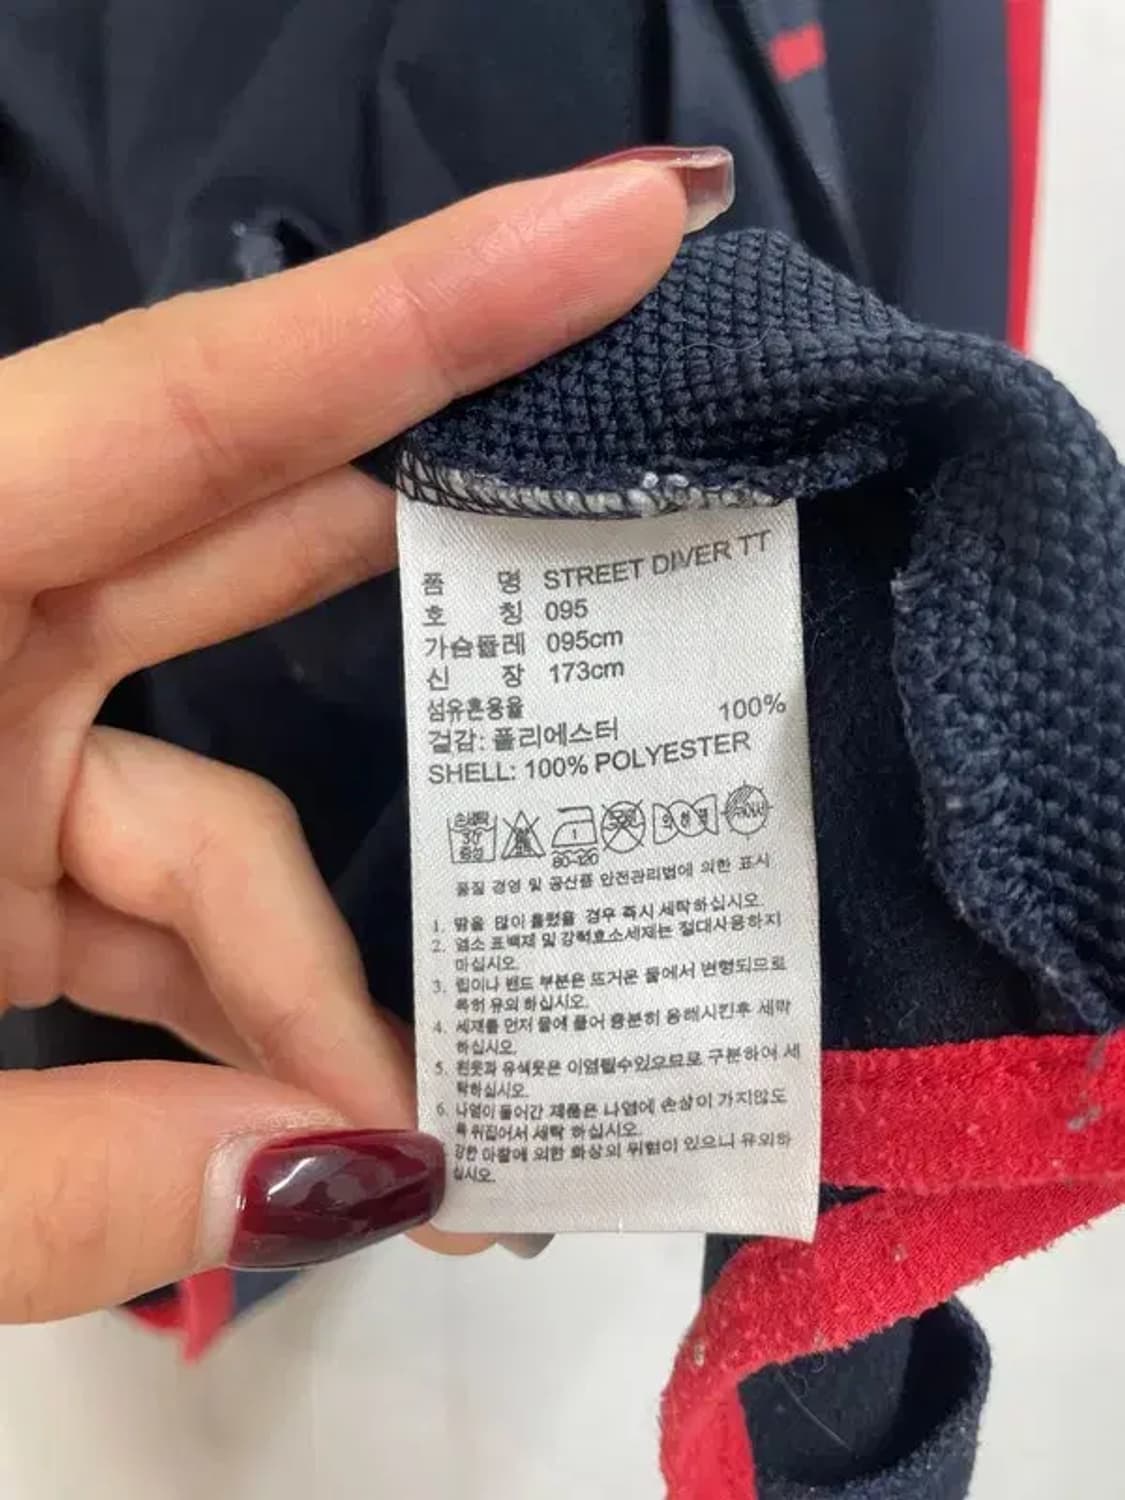 품 명 STREET DIVER TT
호 칭 095
가슴둘레 095cm
신 장 173cm
섬유혼용율
겉감: 폴리에스터 100%
SHELL: 100% POLYESTER
손세탁
30°
중성
1
80-120
품질 경영 및 공산품 안전관리법에 의한 표시
1. 땀을 많이 흘렸을 경우 즉시 세탁하십시오.
2. 염소 표백제 및 강력효소세제는 절대사용하지
마십시오.
3. 립이나 밴드 부분은 뜨거운 물에서 변형되므로
특히 유의 하십시오.
4. 세제를 먼저 물에 풀어 충분히 용해시킨후 세탁
하십시오.
5. 흰옷과 유색옷은 이염될수있으므로 구분하여 세
탁하십시오.
6. 나염이 들어간 제품은 나염에 손상이 가지않도
록 뒤집어서 세탁 하십시오.
강한 마찰에 의한 화상의 위험이 있으니 유의하
십시오.